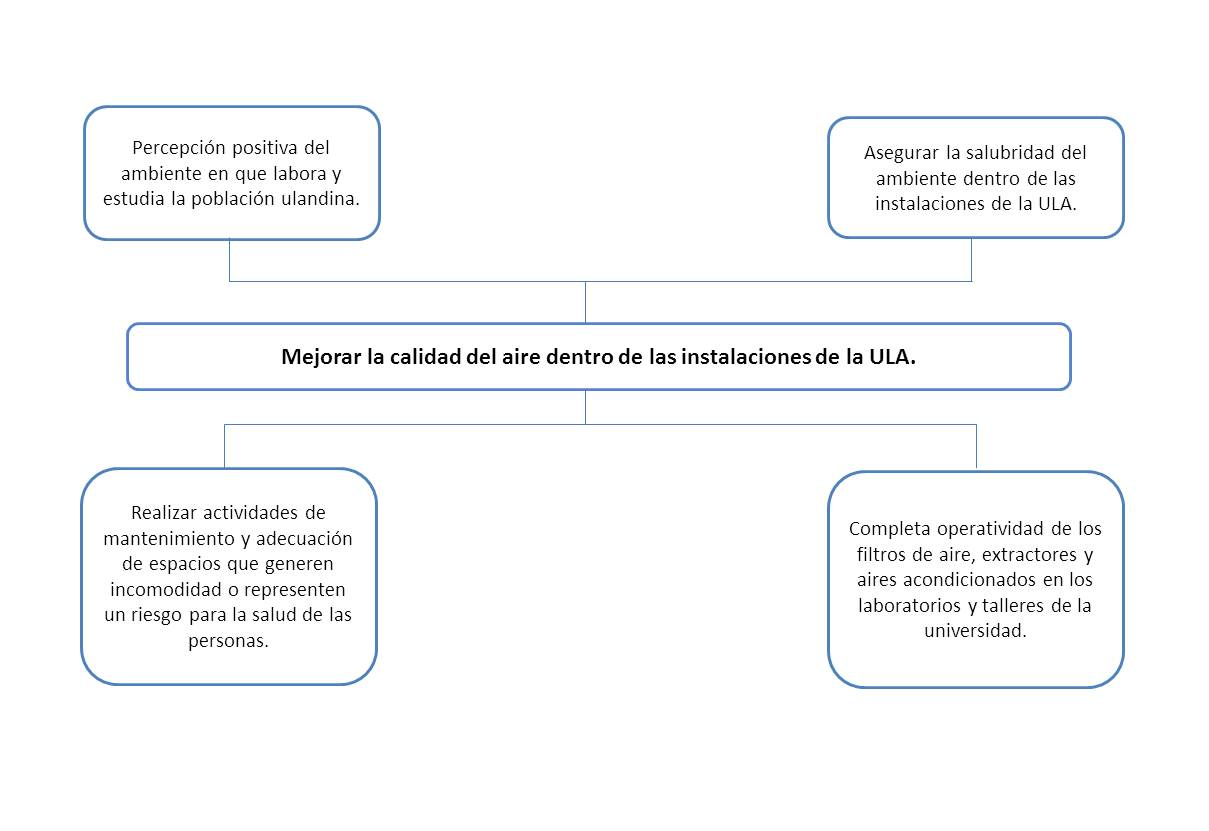 Percepción positiva del
ambiente en que labora y
estudia la población ulandina.
Asegurar la salubridad del
ambiente dentro de las
instalaciones de la ULA.
Mejorar la calidad del aire dentro de las instalaciones de la ULA.
Realizar actividades de
mantenimiento y adecuación
de espacios que generen
incomodidad o representen
un riesgo para la salud de las
personas.
Completa operatividad de los
filtros de aire, extractores y
aires acondicionados en los
laboratorios y talleres de la
universidad.